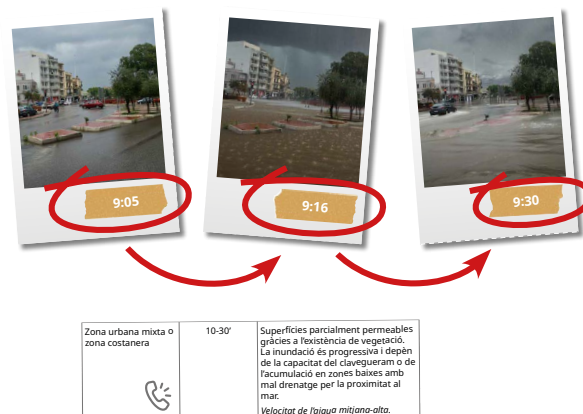 9:05
9:16
9:30
Zona urbana mixta o
zona costanera
10-30’
Superfícies parcialment permeables
gràcies a l’existència de vegetació.
La inundació és progressiva i depèn
de la capacitat del clavegueram o de
l’acumulació en zones baixes amb
mal drenatge per la proximitat al
mar.
Velocitat de l’aigua mitjana-alta.